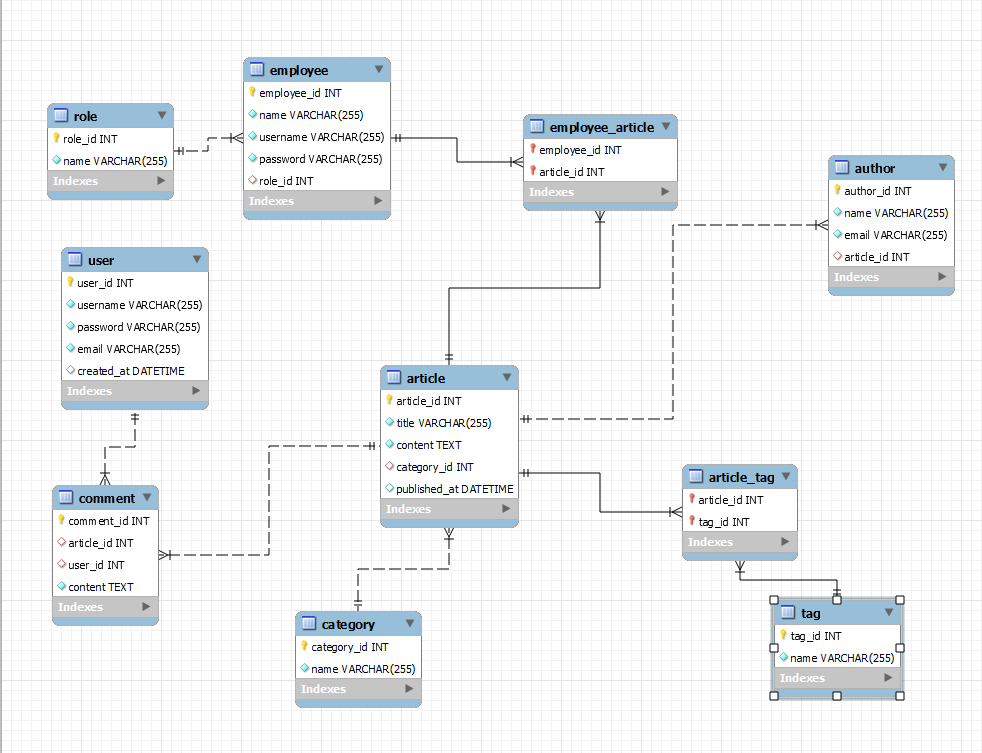 role
role_id INT
name VARCHAR(255)
Indexes
employee
employee_id INT
name VARCHAR(255)
username VARCHAR(255)
password VARCHAR(255)
role_id INT
Indexes
employee_article
employee_id INT
article_id INT
Indexes
author
author_id INT
name VARCHAR(255)
email VARCHAR(255)
article_id INT
Indexes
user
user_id INT
username VARCHAR(255)
password VARCHAR(255)
email VARCHAR(255)
created_at DATETIME
Indexes
article
article_id INT
title VARCHAR(255)
content TEXT
category_id INT
published_at DATETIME
Indexes
comment
comment_id INT
article_id INT
user_id INT
content TEXT
Indexes
article_tag
article_id INT
tag_id INT
Indexes
category
category_id INT
name VARCHAR(255)
Indexes
tag
tag_id INT
name VARCHAR(255)
Indexes